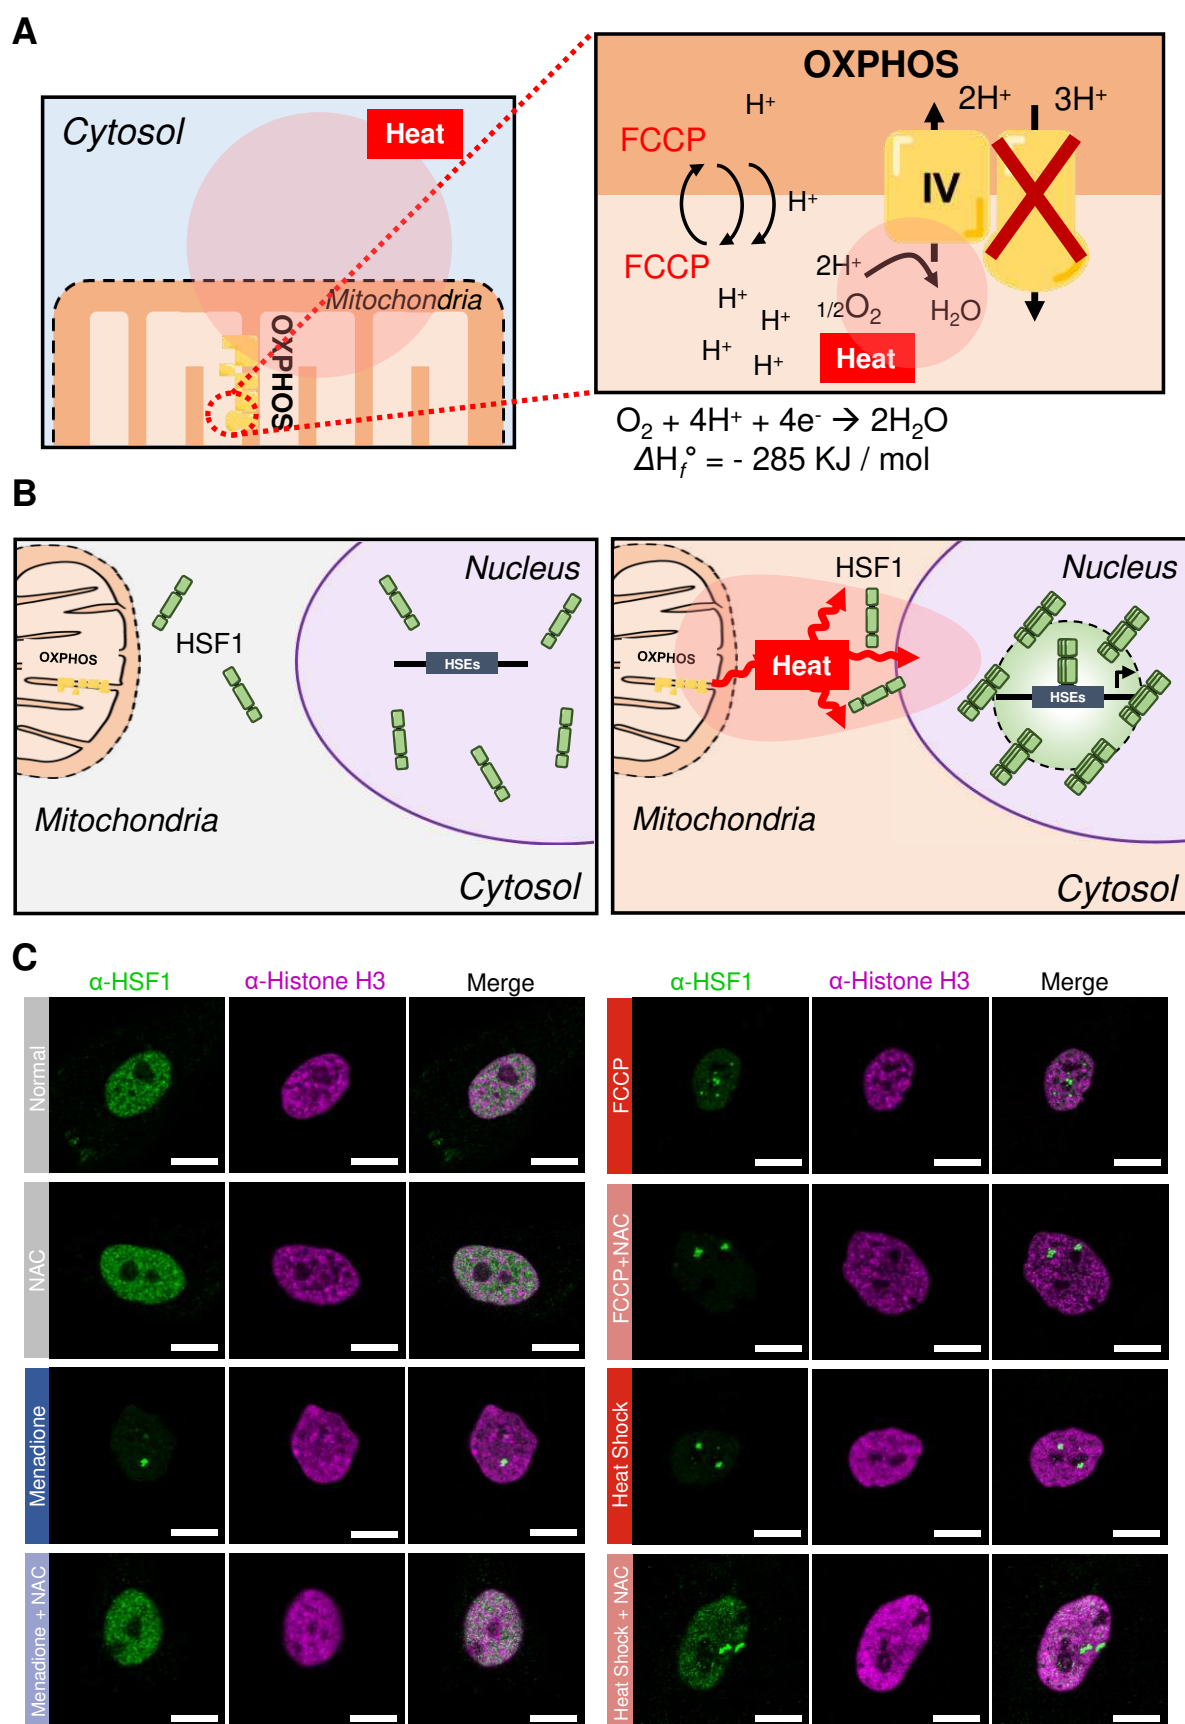 A
Cytosol
Heat
Mitochondria
OXPHOS
OXPHOS
H⁺
2H⁺
3H⁺
FCCP
IV
H⁺
FCCP
2H⁺
H⁺
1/2O₂
H₂O
H⁺
H⁺
H⁺
Heat
O₂ + 4H⁺ + 4e⁻ → 2H₂O
ΔH𝑓° = - 285 KJ / mol
B
Nucleus
HSF1
OXPHOS
HSEs
Mitochondria
Cytosol
HSF1
Nucleus
OXPHOS
Heat
HSEs
Mitochondria
Cytosol
C
α-HSF1
α-Histone H3
Merge
α-HSF1
α-Histone H3
Merge
Normal
FCCP
NAC
FCCP+NAC
Menadione
Heat Shock
Menadione + NAC
Heat Shock + NAC